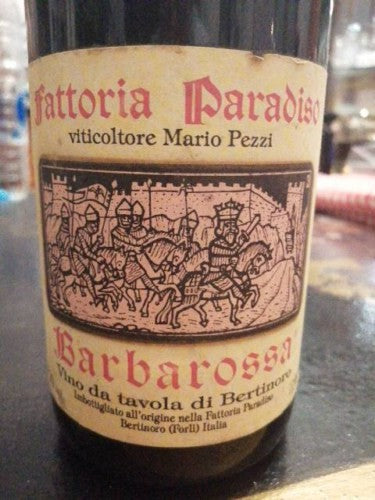 Fattoria Paradiso
viticoltore Mario Pezzi
Barbarossa
Vino da tavola di Bertinoro
Imbottigliato all'origine nella Fattoria Paradiso
Bertinoro (Forlì) Italia